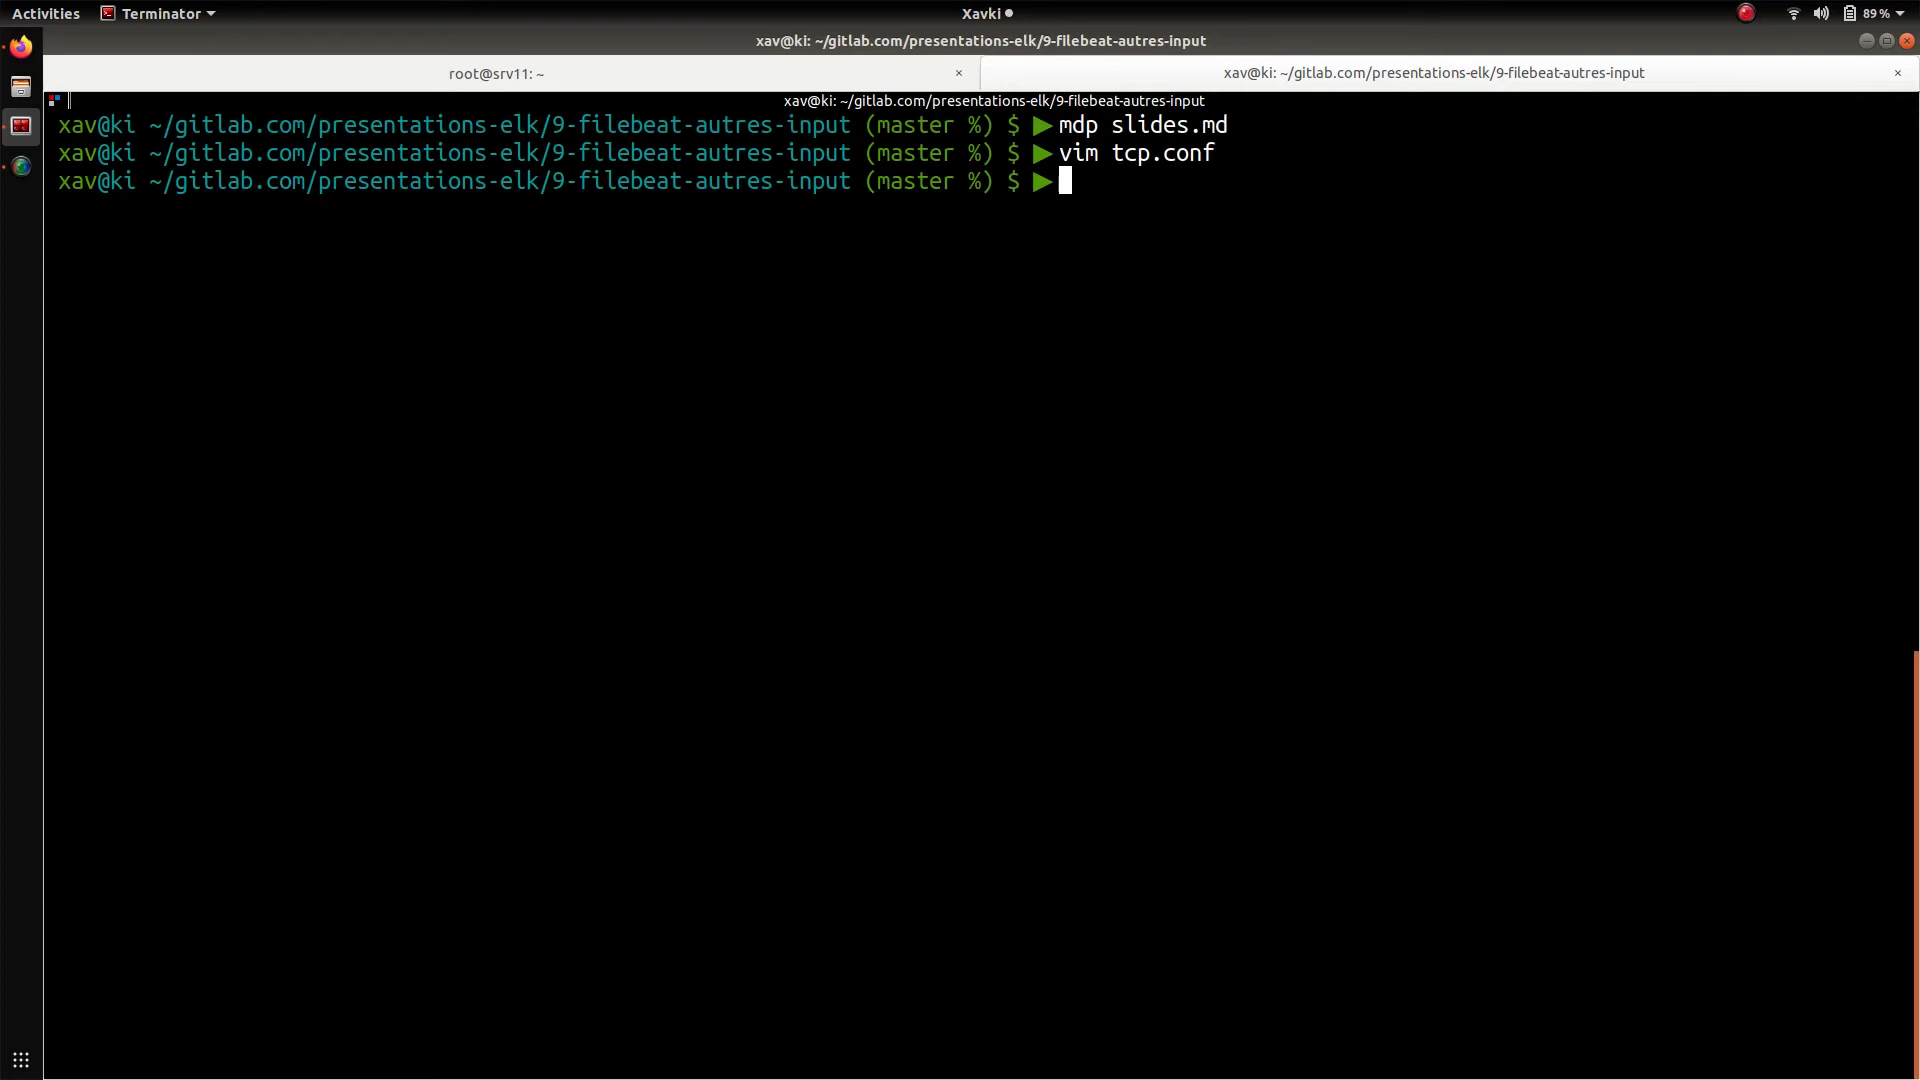 Activities Terminator Xavki 89 %
xav@ki: ~/gitlab.com/presentations-elk/9-filebeat-autres-input
root@srv11: ~ × xav@ki: ~/gitlab.com/presentations-elk/9-filebeat-autres-input ×
xav@ki: ~/gitlab.com/presentations-elk/9-filebeat-autres-input
xav@ki ~/gitlab.com/presentations-elk/9-filebeat-autres-input (master %) $ ▶mdp slides.md
xav@ki ~/gitlab.com/presentations-elk/9-filebeat-autres-input (master %) $ ▶vim tcp.conf
xav@ki ~/gitlab.com/presentations-elk/9-filebeat-autres-input (master %) $ ▶